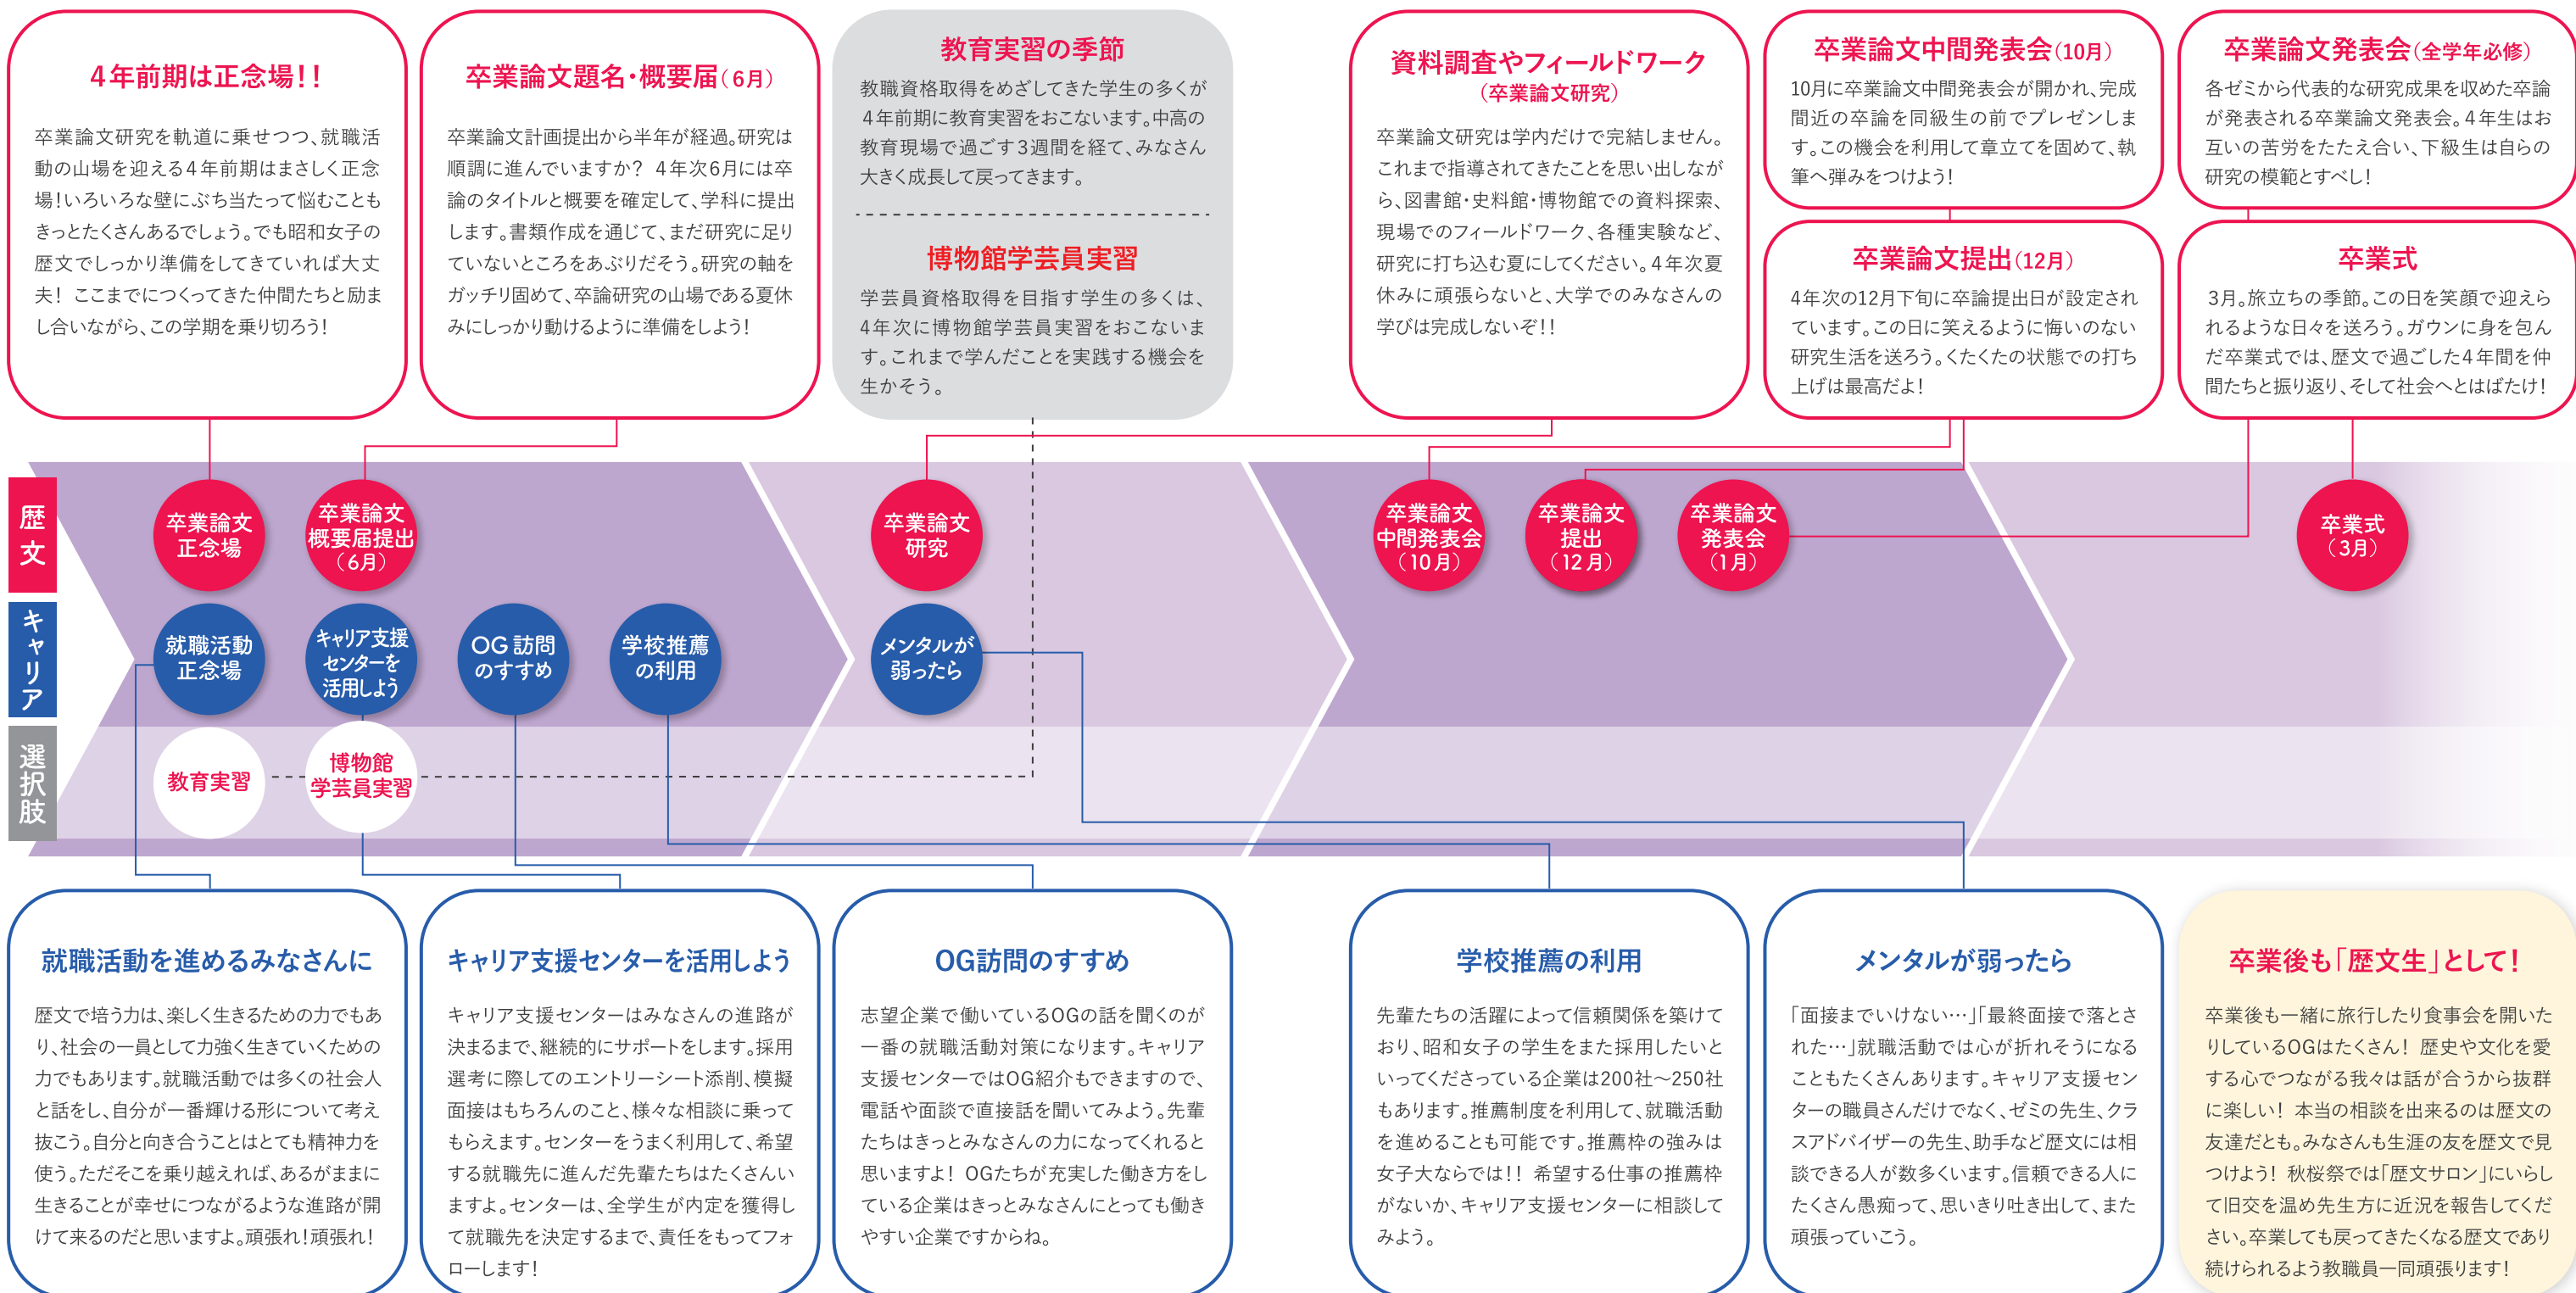 4年前期は正念場!!
卒業論文研究を軌道に乗せつつ、就職活
動の山場を迎える4年前期はまさしく正念
場!いろいろな壁にぶち当たって悩むことも
きっとたくさんあるでしょう。でも昭和女子の
歴文でしっかり準備をしてきていれば大丈
夫! ここまでにつくってきた仲間たちと励ま
し合いながら、この学期を乗り切ろう!
卒業論文題名・概要届(6月)
卒業論文計画提出から半年が経過。研究は
順調に進んでいますか? 4年次6月には卒
論のタイトルと概要を確定して、学科に提出
します。書類作成を通じて、まだ研究に足り
ていないところをあぶりだそう。研究の軸を
ガッチリ固めて、卒論研究の山場である夏休
みにしっかり動けるように準備をしよう!
教育実習の季節
教職資格取得をめざしてきた学生の多くが
4年前期に教育実習をおこないます。中高の
教育現場で過ごす3週間を経て、みなさん
大きく成長して戻ってきます。
博物館学芸員実習
学芸員資格取得を目指す学生の多くは、
4年次に博物館学芸員実習をおこないま
す。これまで学んだことを実践する機会を
生かそう。
資料調査やフィールドワーク
(卒業論文研究)
卒業論文研究は学内だけで完結しません。
これまで指導されてきたことを思い出しなが
ら、図書館・史料館・博物館での資料探索、
現場でのフィールドワーク、各種実験など、
研究に打ち込む夏にしてください。4年次夏
休みに頑張らないと、大学でのみなさんの
学びは完成しないぞ!!
卒業論文中間発表会(10月)
10月に卒業論文中間発表会が開かれ、完成
間近の卒論を同級生の前でプレゼンしま
す。この機会を利用して章立てを固めて、執
筆へ弾みをつけよう!
卒業論文提出(12月)
4年次の12月下旬に卒論提出日が設定され
ています。この日に笑えるように悔いのない
研究生活を送ろう。くたくたの状態での打ち
上げは最高だよ!
卒業論文発表会(全学年必修)
各ゼミから代表的な研究成果を収めた卒論
が発表される卒業論文発表会。4年生はお
互いの苦労をたたえ合い、下級生は自らの
研究の模範とすべし!
卒業式
3月。旅立ちの季節。この日を笑顔で迎えら
れるような日々を送ろう。ガウンに身を包ん
だ卒業式では、歴文で過ごした4年間を仲
間たちと振り返り、そして社会へとはばたけ!
歴文
卒業論文
正念場
卒業論文
概要届提出
(6月)
卒業論文
研究
卒業論文
中間発表会
(10月)
卒業論文
提出
(12月)
卒業論文
発表会
(1月)
卒業式
(3月)
キャリア
就職活動
正念場
キャリア支援
センターを
活用しよう
OG訪問
のすすめ
学校推薦
の利用
メンタルが
弱ったら
選択肢
教育実習
博物館
学芸員実習
就職活動を進めるみなさんに
歴文で培う力は、楽しく生きるための力でもあ
り、社会の一員として力強く生きていくための
力でもあります。就職活動では多くの社会人
と話をし、自分が一番輝ける形について考え
抜こう。自分と向き合うことはとても精神力を
使う。ただそこを乗り越えれば、あるがままに
生きることが幸せにつながるような進路が開
けて来るのだと思いますよ。頑張れ!頑張れ!
キャリア支援センターを活用しよう
キャリア支援センターはみなさんの進路が
決まるまで、継続的にサポートをします。採用
選考に際してのエントリーシート添削、模擬
面接はもちろんのこと、様々な相談に乗って
もらえます。センターをうまく利用して、希望
する就職先に進んだ先輩たちはたくさんい
ますよ。センターは、全学生が内定を獲得し
て就職先を決定するまで、責任をもってフォ
ローします!
OG訪問のすすめ
志望企業で働いているOGの話を聞くのが
一番の就職活動対策になります。キャリア
支援センターではOG紹介もできますので、
電話や面談で直接話を聞いてみよう。先輩
たちはきっとみなさんの力になってくれると
思いますよ! OGたちが充実した働き方をし
ている企業はきっとみなさんにとっても働き
やすい企業ですからね。
学校推薦の利用
先輩たちの活躍によって信頼関係を築けて
おり、昭和女子の学生をまた採用したいと
いってくださっている企業は200社〜250社
もあります。推薦制度を利用して、就職活動
を進めることも可能です。推薦枠の強みは
女子大ならでは!! 希望する仕事の推薦枠
がないか、キャリア支援センターに相談して
みよう。
メンタルが弱ったら
「面接までいけない…」「最終面接で落とさ
れた…」就職活動では心が折れそうになる
こともたくさんあります。キャリア支援セン
ターの職員さんだけでなく、ゼミの先生、クラ
スアドバイザーの先生、助手など歴文には相
談できる人が数多くいます。信頼できる人に
たくさん愚痴って、思いきり吐き出して、また
頑張っていこう。
卒業後も「歴文生」として!
卒業後も一緒に旅行したり食事会を開いた
りしているOGはたくさん! 歴史や文化を愛
する心でつながる我々は話が合うから抜群
に楽しい! 本当の相談を出来るのは歴文の
友達だとも。みなさんも生涯の友を歴文で見
つけよう! 秋桜祭では「歴文サロン」にいらし
て旧交を温め先生方に近況を報告してくだ
さい。卒業しても戻ってきたくなる歴文であり
続けられるよう教職員一同頑張ります!